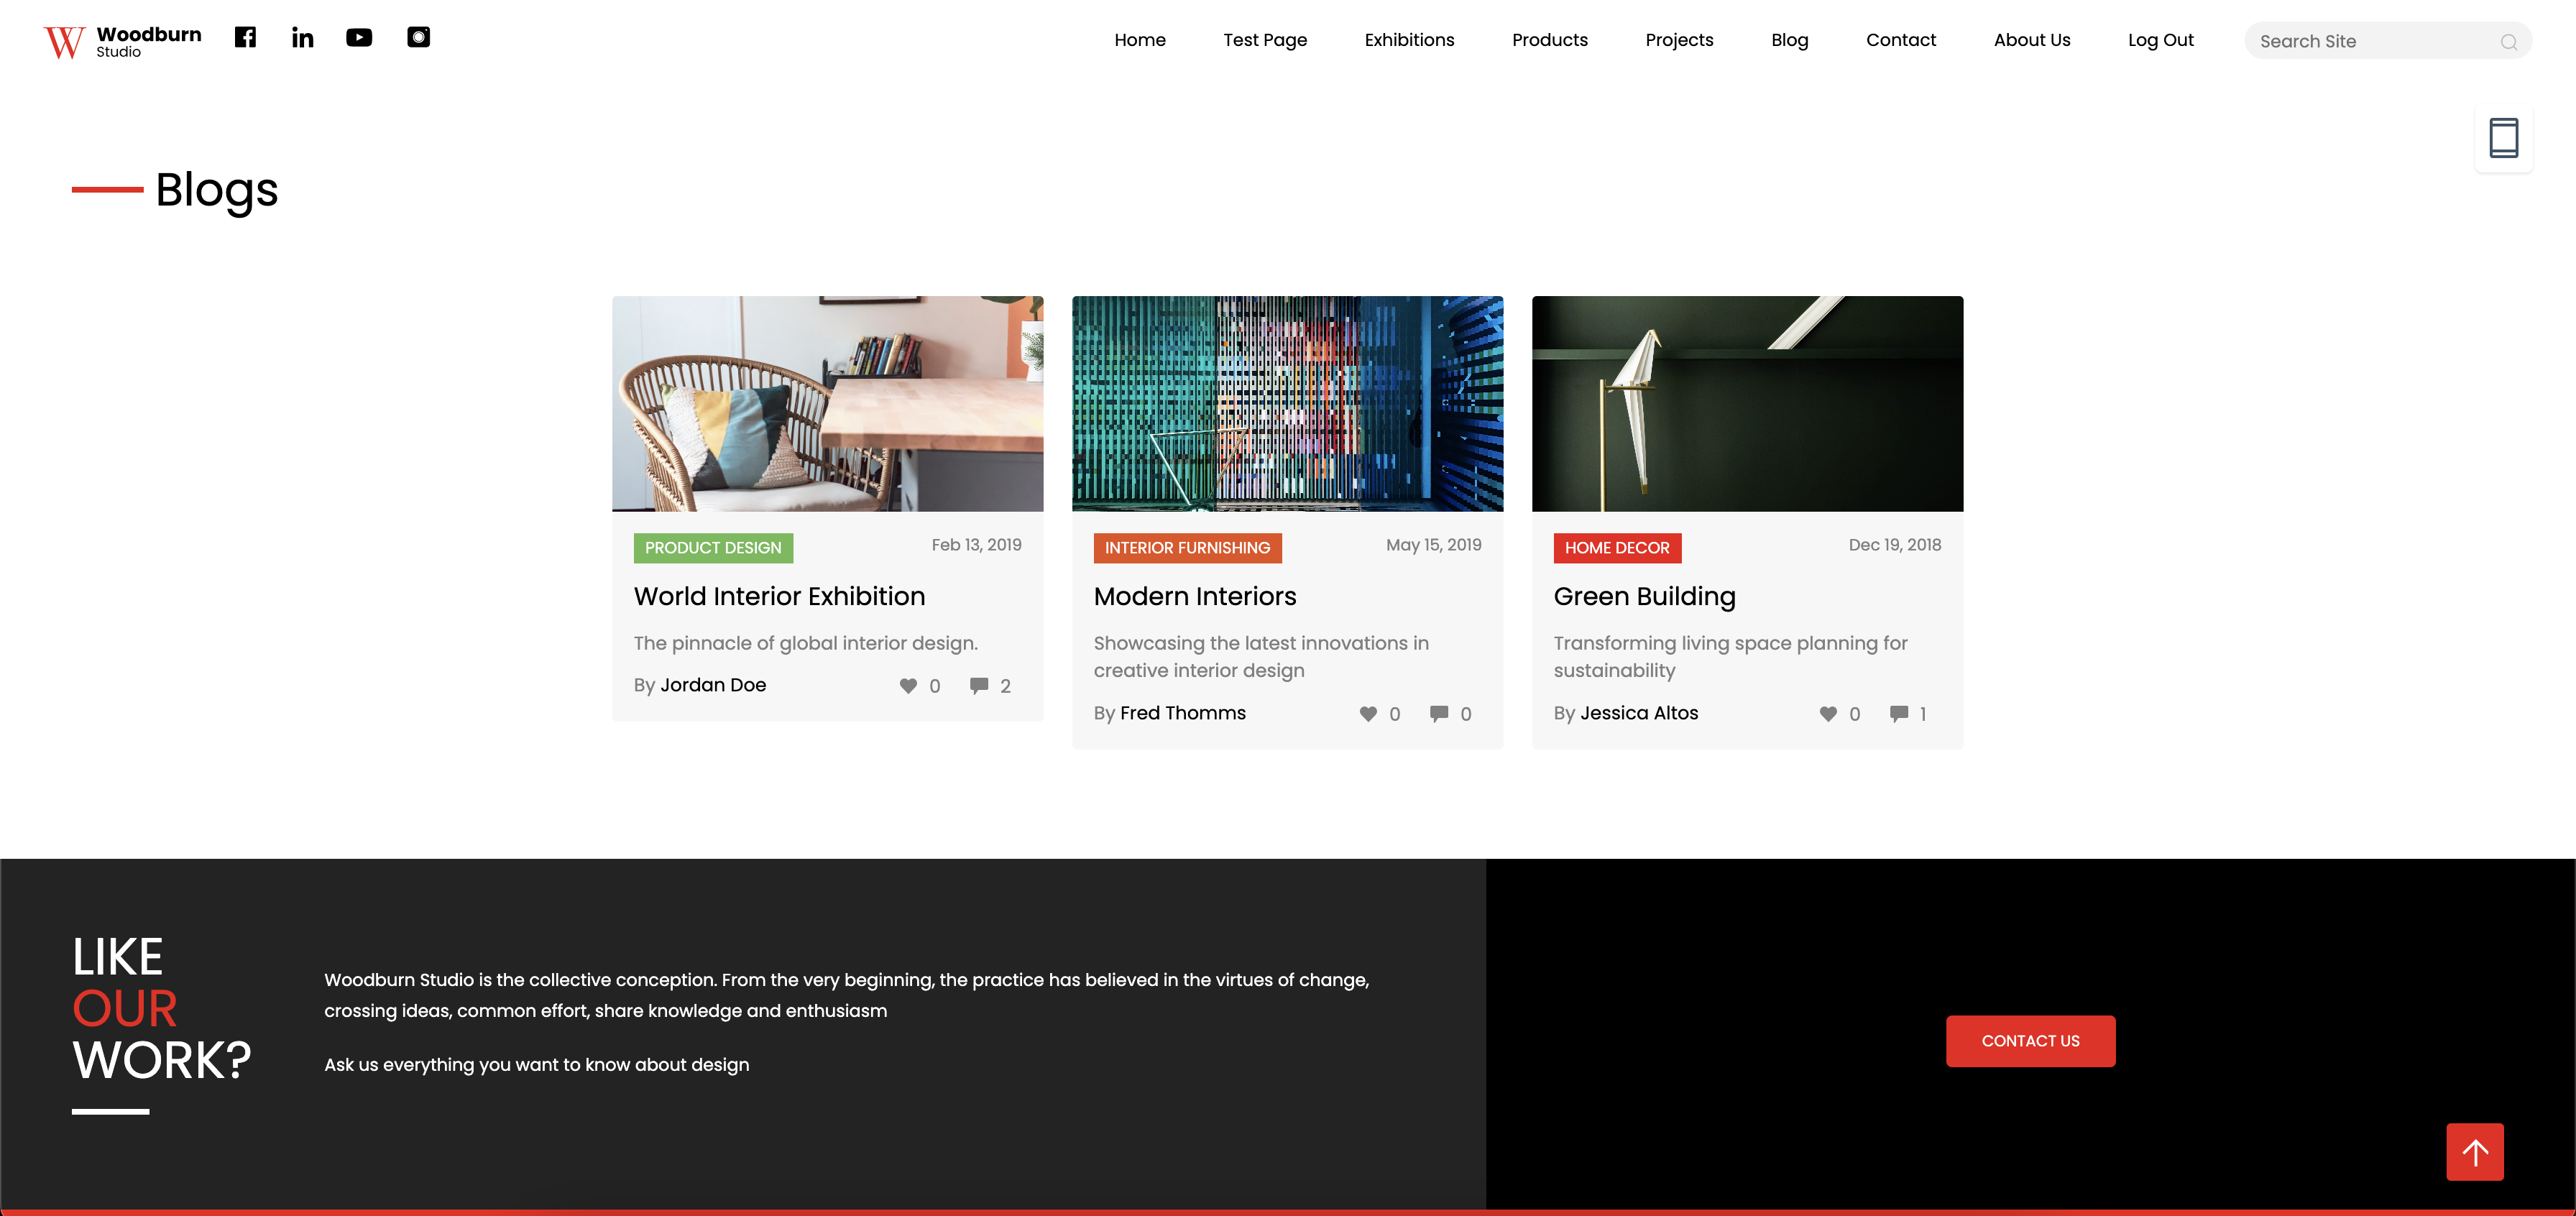 Woodburn
Studio
Home Test Page Exhibitions Products Projects Blog Contact About Us Log Out Search Site
Blogs
PRODUCT DESIGN Feb 13, 2019
World Interior Exhibition
The pinnacle of global interior design.
By Jordan Doe 0 2
INTERIOR FURNISHING May 15, 2019
Modern Interiors
Showcasing the latest innovations in
creative interior design
By Fred Thomms 0 0
HOME DECOR Dec 19, 2018
Green Building
Transforming living space planning for
sustainability
By Jessica Altos 0 1
LIKE
OUR
WORK?
Woodburn Studio is the collective conception. From the very beginning, the practice has believed in the virtues of change,
crossing ideas, common effort, share knowledge and enthusiasm
Ask us everything you want to know about design
CONTACT US